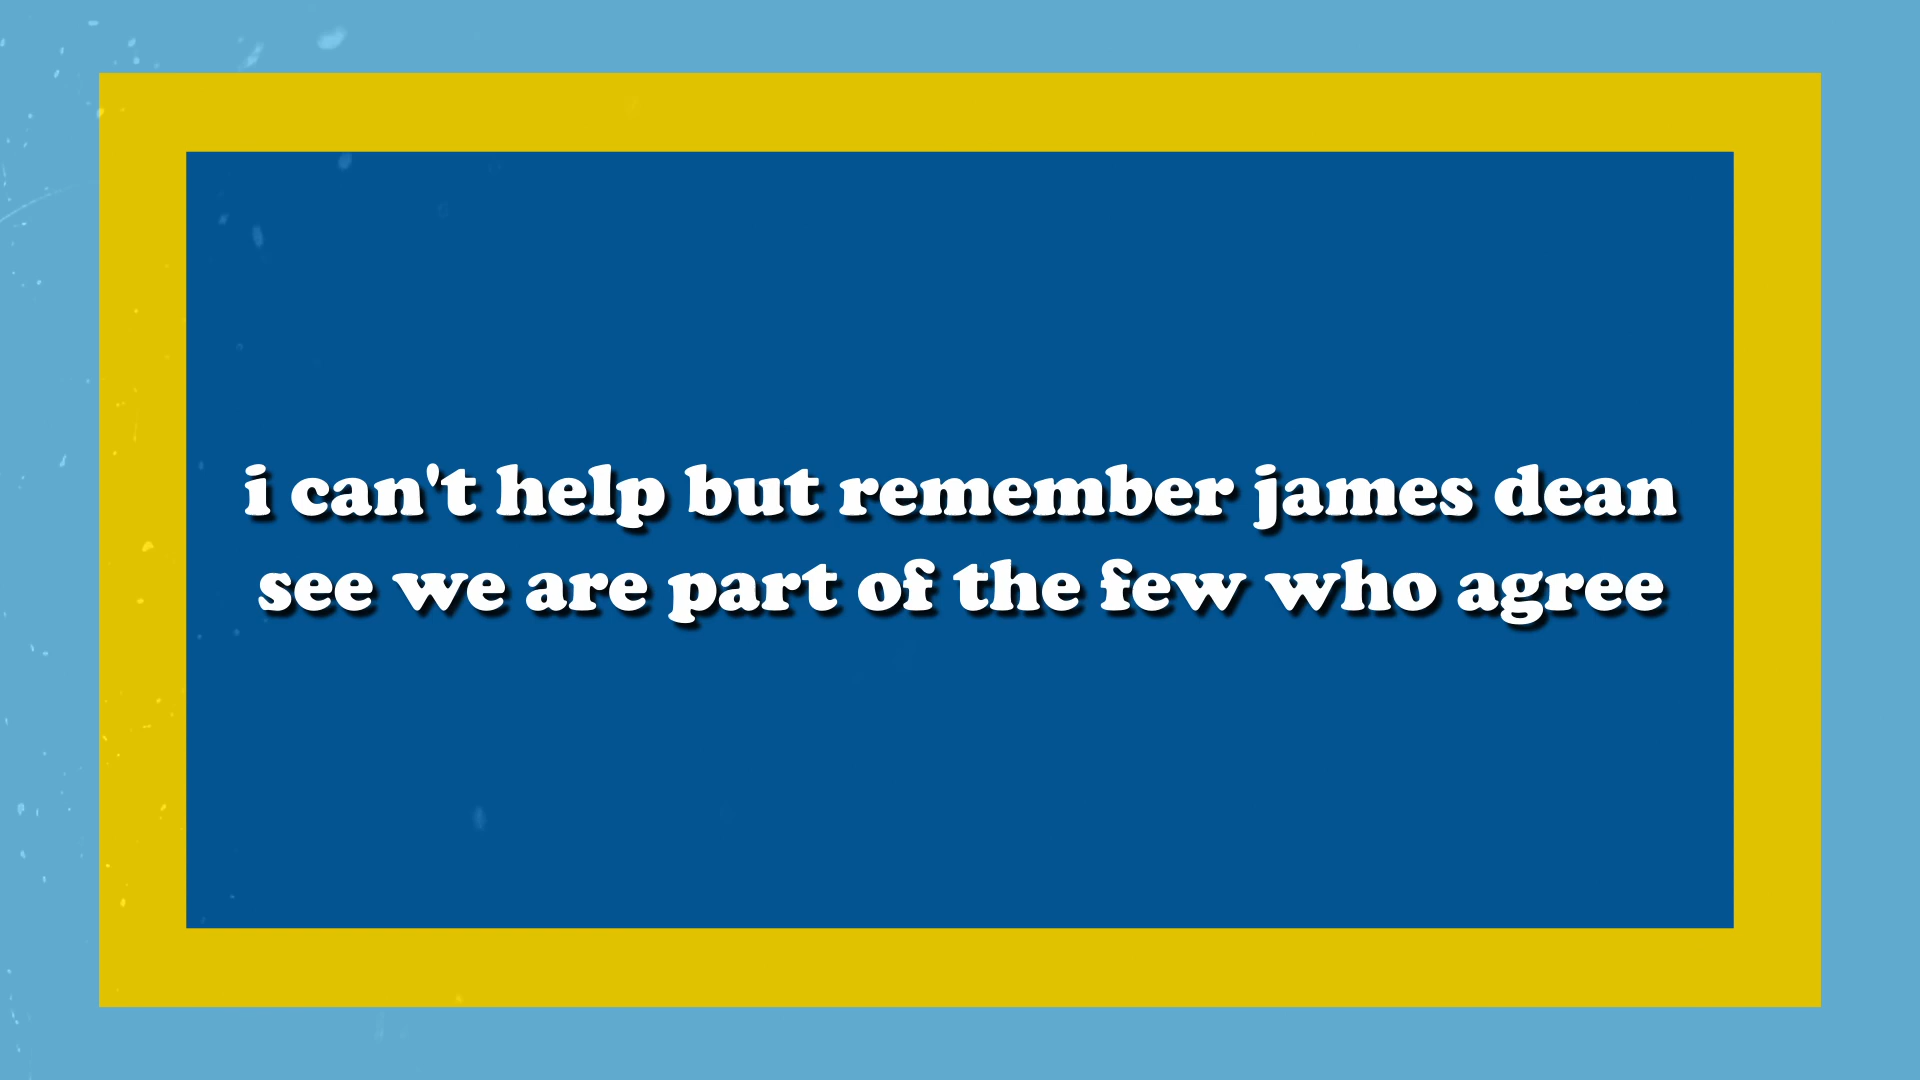 i can't help but remember james dean
see we are part of the few who agree